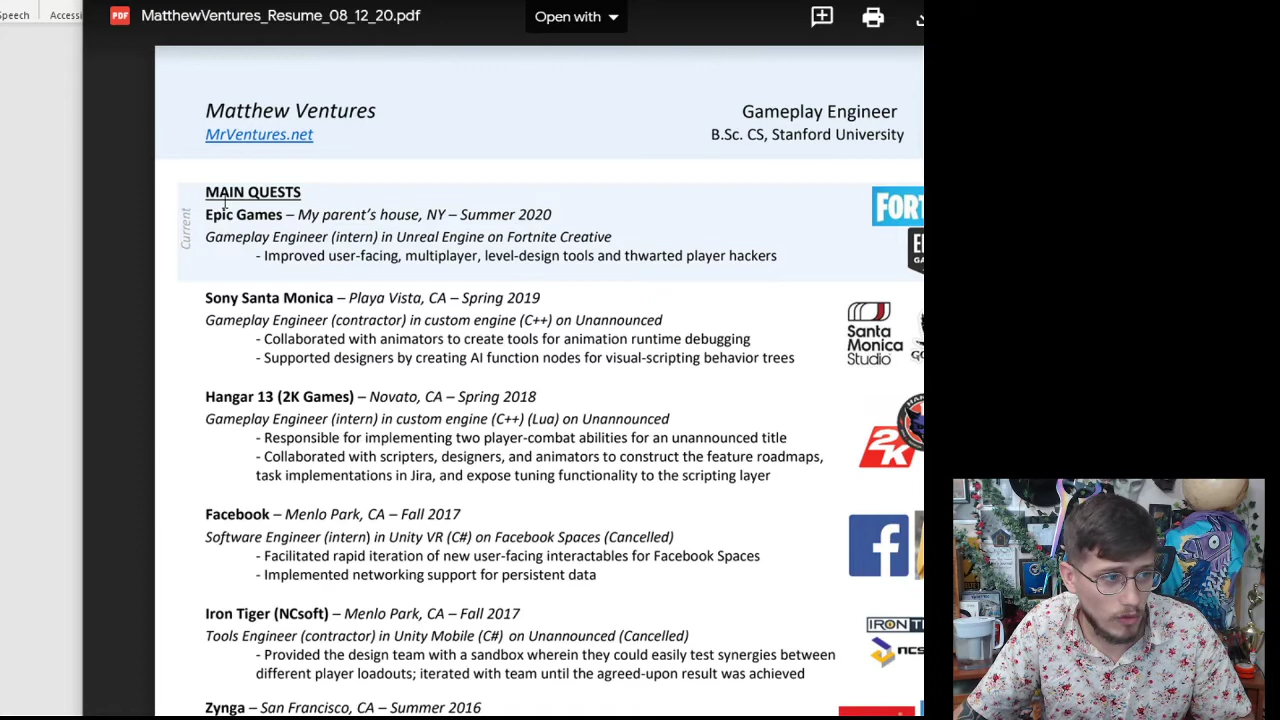 Speech
Accessi
PDF
MatthewVentures_Resume_08_12_20.pdf
Open with
Matthew Ventures
Gameplay Engineer
MrVentures.net
B.Sc. CS, Stanford University
MAIN QUESTS
Current
Epic Games – My parent's house, NY – Summer 2020
Gameplay Engineer (intern) in Unreal Engine on Fortnite Creative
- Improved user-facing, multiplayer, level-design tools and thwarted player hackers
FORT
EP
GA
Sony Santa Monica – Playa Vista, CA – Spring 2019
Gameplay Engineer (contractor) in custom engine (C++) on Unannounced
- Collaborated with animators to create tools for animation runtime debugging
- Supported designers by creating AI function nodes for visual-scripting behavior trees
Santa
Monica
Studio
GO
Hangar 13 (2K Games) – Novato, CA – Spring 2018
Gameplay Engineer (intern) in custom engine (C++) (Lua) on Unannounced
- Responsible for implementing two player-combat abilities for an unannounced title
- Collaborated with scripters, designers, and animators to construct the feature roadmaps,
task implementations in Jira, and expose tuning functionality to the scripting layer
HAN
2K
Facebook – Menlo Park, CA – Fall 2017
Software Engineer (intern) in Unity VR (C#) on Facebook Spaces (Cancelled)
- Facilitated rapid iteration of new user-facing interactables for Facebook Spaces
- Implemented networking support for persistent data
f
Iron Tiger (NCsoft) – Menlo Park, CA – Fall 2017
Tools Engineer (contractor) in Unity Mobile (C#) on Unannounced (Cancelled)
- Provided the design team with a sandbox wherein they could easily test synergies between
different player loadouts; iterated with team until the agreed-upon result was achieved
IRON TI
NCS
Zynga – San Francisco, CA – Summer 2016